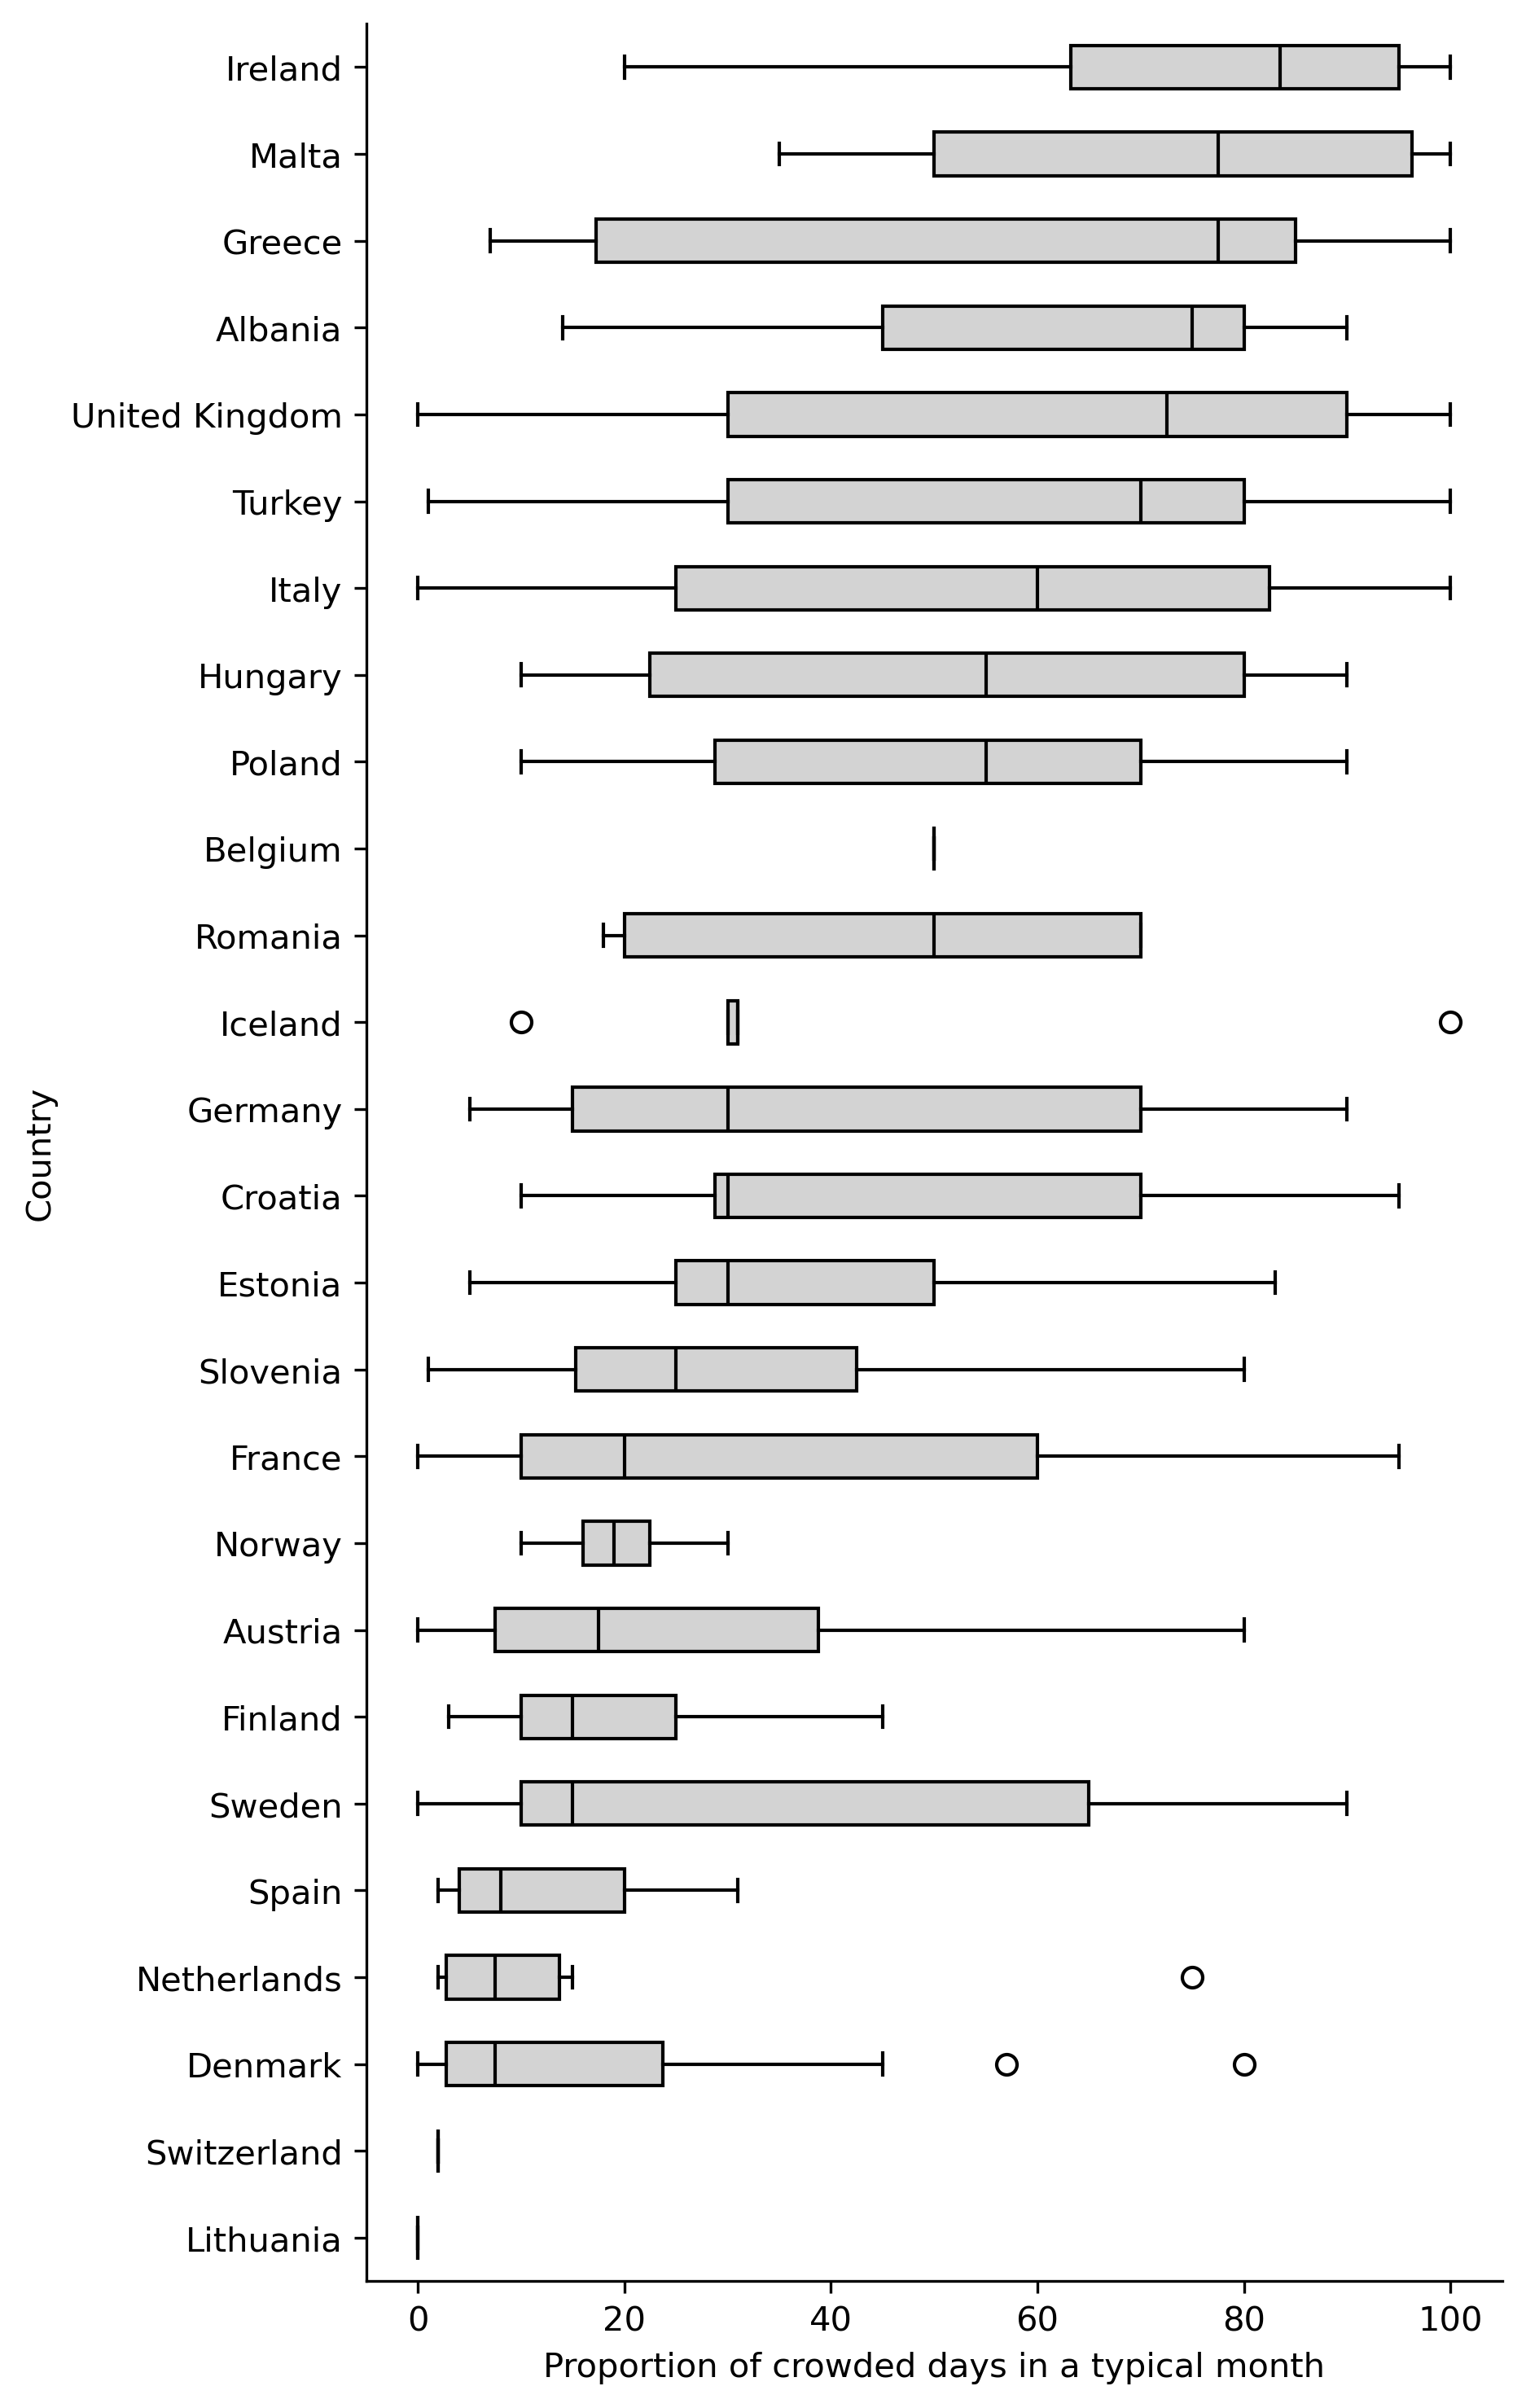 Ireland
Malta
Greece
Albania
United Kingdom
Turkey
Italy
Hungary
Poland
Belgium
Romania
Iceland
Germany
Croatia
Estonia
Slovenia
France
Norway
Austria
Finland
Sweden
Spain
Netherlands
Denmark
Switzerland
Lithuania
Country
0 20 40 60 80 100
Proportion of crowded days in a typical month